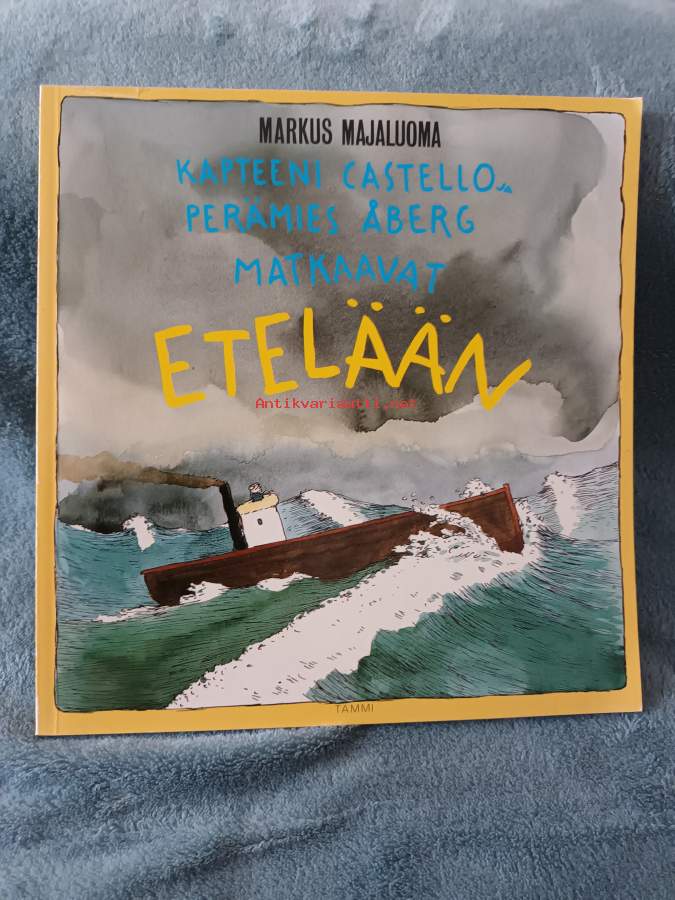 MARKUS MAJALUOMA
KAPTEENI CASTELLO JA
PERÄMIES ÅBERG
MATKAAVAT
ETELÄÄN
Antikvariaatti.net
TAMMI